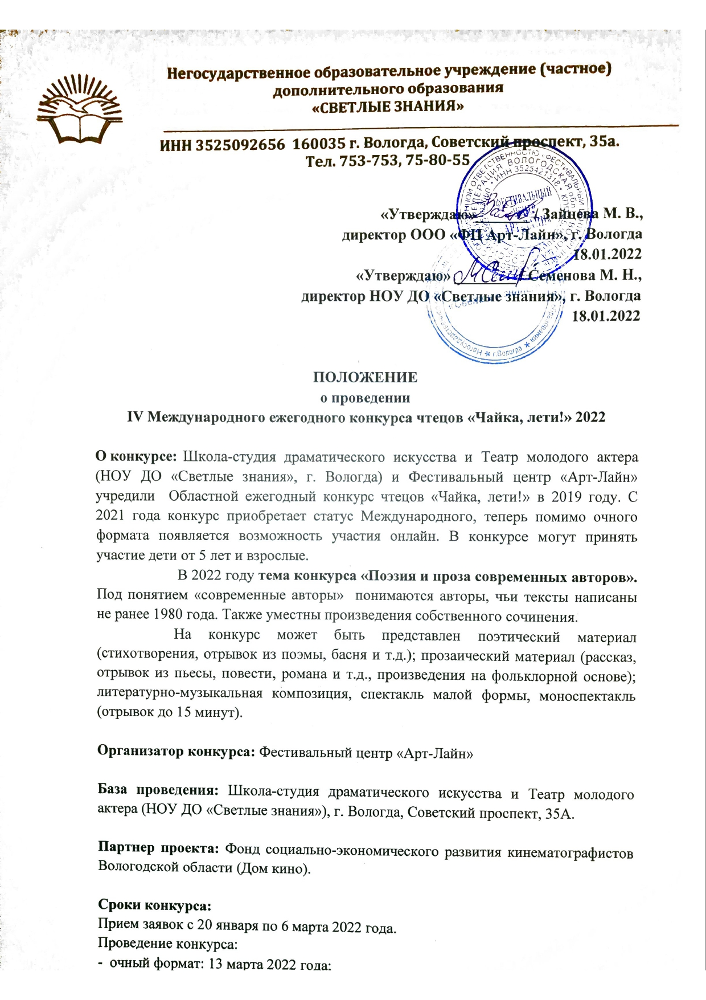 Негосударственное образовательное учреждение (частное)
дополнительного образования
«СВЕТЛЫЕ ЗНАНИЯ»
ИНН 3525092656 160035 г. Вологда, Советский проспект, 35а.
Тел. 753-753, 75-80-55
«Утверждаю» / Зайцева М. В.,
директор ООО «ФЦ Арт-Лайн», г. Вологда
18.01.2022
«Утверждаю» Семенова М. Н.,
директор НОУ ДО «Светлые знания», г. Вологда
18.01.2022
ПОЛОЖЕНИЕ
о проведении
IV Международного ежегодного конкурса чтецов «Чайка, лети!» 2022
О конкурсе: Школа-студия драматического искусства и Театр молодого актера
(НОУ ДО «Светлые знания», г. Вологда) и Фестивальный центр «Арт-Лайн»
учредили Областной ежегодный конкурс чтецов «Чайка, лети!» в 2019 году. С
2021 года конкурс приобретает статус Международного, теперь помимо очного
формата появляется возможность участия онлайн. В конкурсе могут принять
участие дети от 5 лет и взрослые.
В 2022 году тема конкурса «Поэзия и проза современных авторов».
Под понятием «современные авторы» понимаются авторы, чьи тексты написаны
не ранее 1980 года. Также уместны произведения собственного сочинения.
На конкурс может быть представлен поэтический материал
(стихотворения, отрывок из поэмы, басня и т.д.); прозаический материал (рассказ,
отрывок из пьесы, повести, романа и т.д., произведения на фольклорной основе);
литературно-музыкальная композиция, спектакль малой формы, моноспектакль
(отрывок до 15 минут).
Организатор конкурса: Фестивальный центр «Арт-Лайн»
База проведения: Школа-студия драматического искусства и Театр молодого
актера (НОУ ДО «Светлые знания»), г. Вологда, Советский проспект, 35А.
Партнер проекта: Фонд социально-экономического развития кинематографистов
Вологодской области (Дом кино).
Сроки конкурса:
Прием заявок с 20 января по 6 марта 2022 года.
Проведение конкурса:
- очный формат: 13 марта 2022 года;